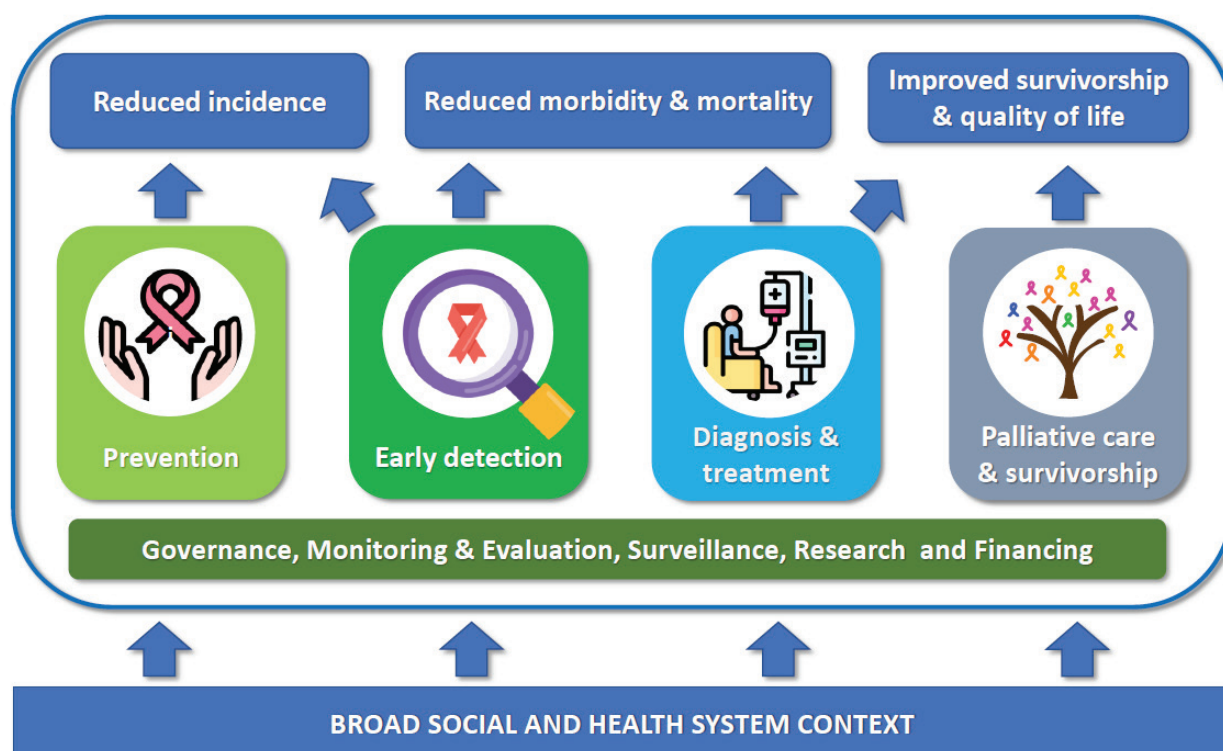 Reduced incidence
Reduced morbidity & mortality
Improved survivorship
& quality of life
Prevention
Early detection
Diagnosis &
treatment
Palliative care
& survivorship
Governance, Monitoring & Evaluation, Surveillance, Research and Financing
BROAD SOCIAL AND HEALTH SYSTEM CONTEXT